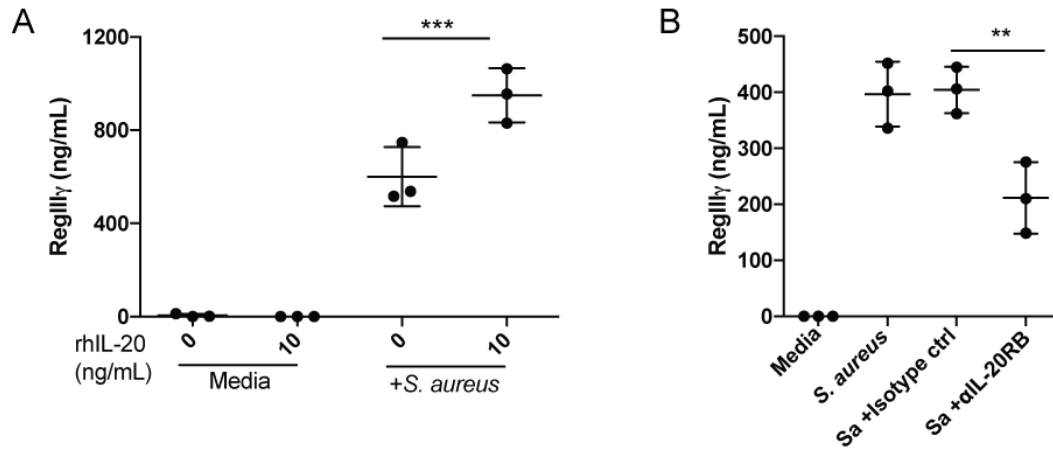 A
RegIIIγ (ng/mL)
1200
800
400
0
***
rhIL-20
(ng/mL)
0
10
0
10
Media
+S. aureus
B
RegIIIγ (ng/mL)
500
400
300
200
100
0
**
Media
S. aureus
Sa +Isotype ctrl
Sa +αIL-20RB